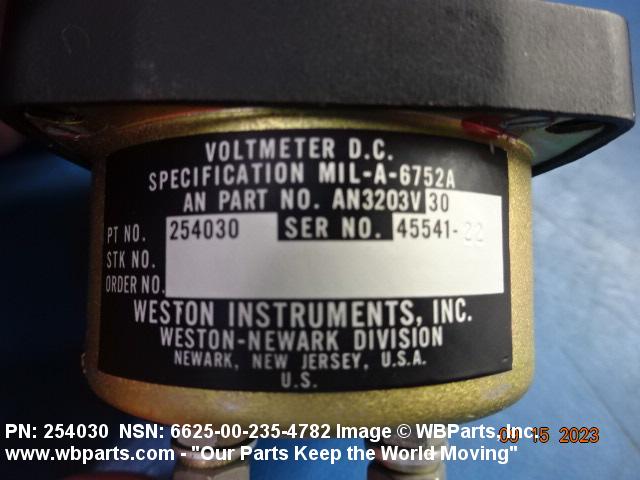 VOLTMETER D.C.
SPECIFICATION MIL-A-6752A
AN PART NO. AN3203V 30
PT NO. 254030 SER NO. 45541-22
STK NO.
ORDER NO.
WESTON INSTRUMENTS, INC.
WESTON-NEWARK DIVISION
NEWARK, NEW JERSEY, U.S.A.
U.S.
PN: 254030 NSN: 6625-00-235-4782 Image © WBParts,Inc.
15 2023
www.wbparts.com - "Our Parts Keep the World Moving"